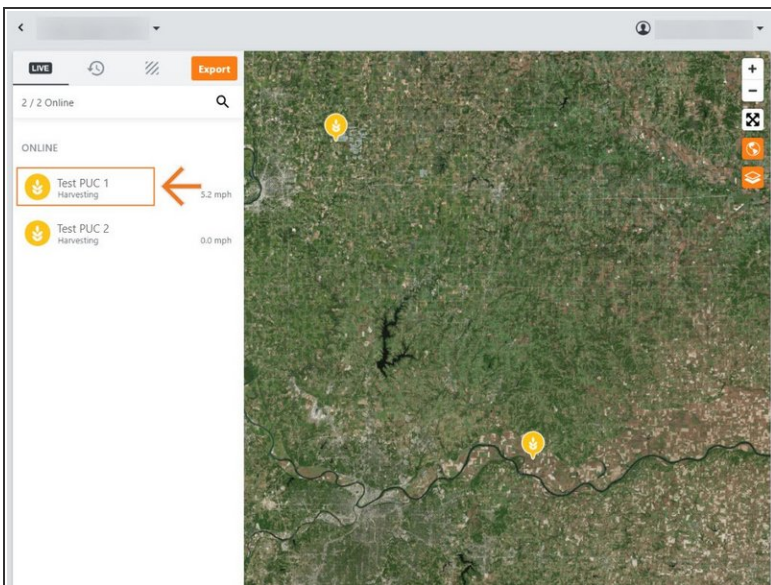 LIVE
Export
2 / 2 Online
ONLINE
Test PUC 1
Harvesting
5.2 mph
Test PUC 2
Harvesting
0.0 mph